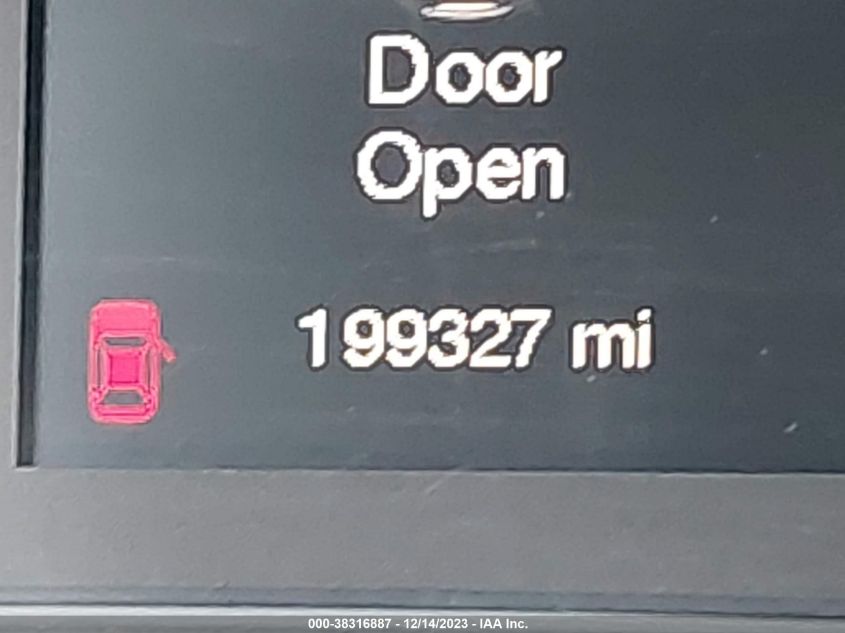 Door
Open
199327 mi
000-38316887 - 12/14/2023 - IAA Inc.